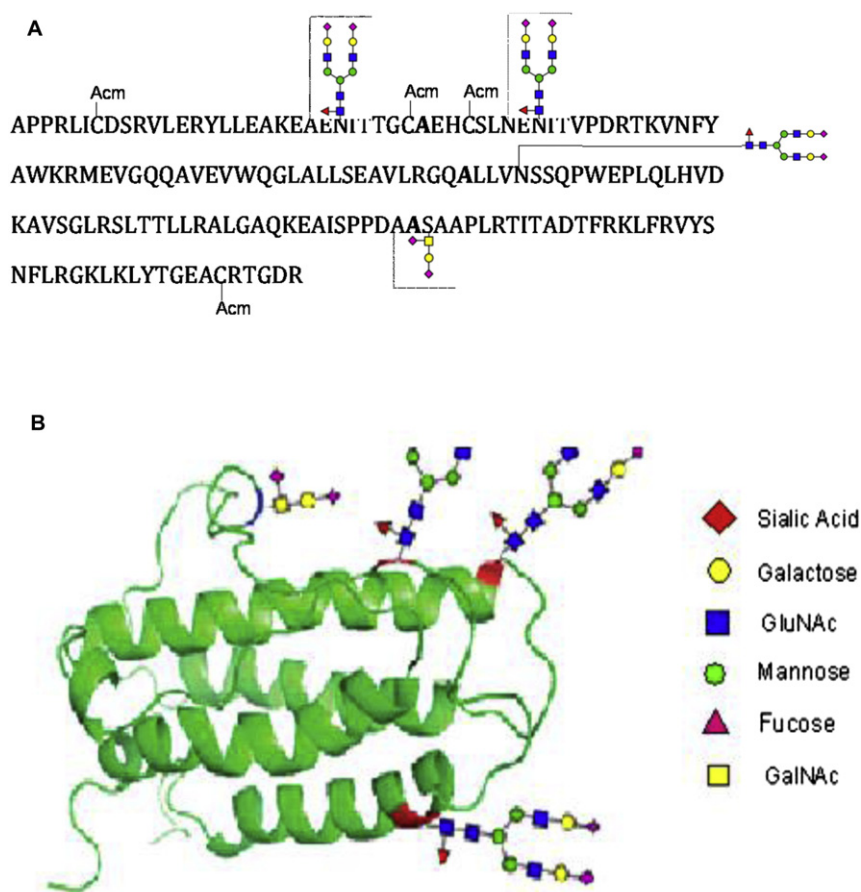 A
Acm
Acm Acm
APPRLICDSRVLERYLLEAKEAENITTGCAEHCSLNENITVPDRTKVNFY
AWKRMEVGQQAVEVWQGLALLSEAVLRGQALLVNSSQPWEPLQLHVD
KAVSGLRSLTTLLRALGAQKEAISPPDAASAAPLRTITADTFRKLFRVYS
NFLRGKLKLYTGEACRTGDR
Acm
B
Sialic Acid
Galactose
GluNAc
Mannose
Fucose
GalNAc